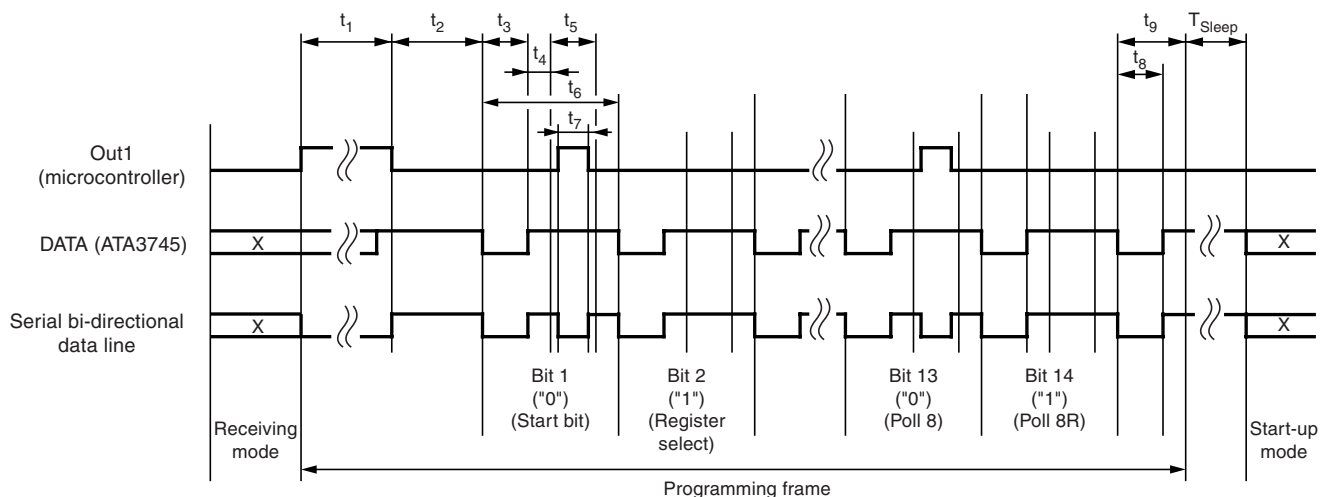 t1
t2
t3
t5
t9
TSleep
t4
t8
t6
t7
Out1
(microcontroller)
DATA (ATA3745)
X
X
Serial bi-directional
data line
X
X
Bit 1
("0")
(Start bit)
Bit 2
("1")
(Register
select)
Bit 13
("0")
(Poll 8)
Bit 14
("1")
(Poll 8R)
Receiving
mode
Start-up
mode
Programming frame